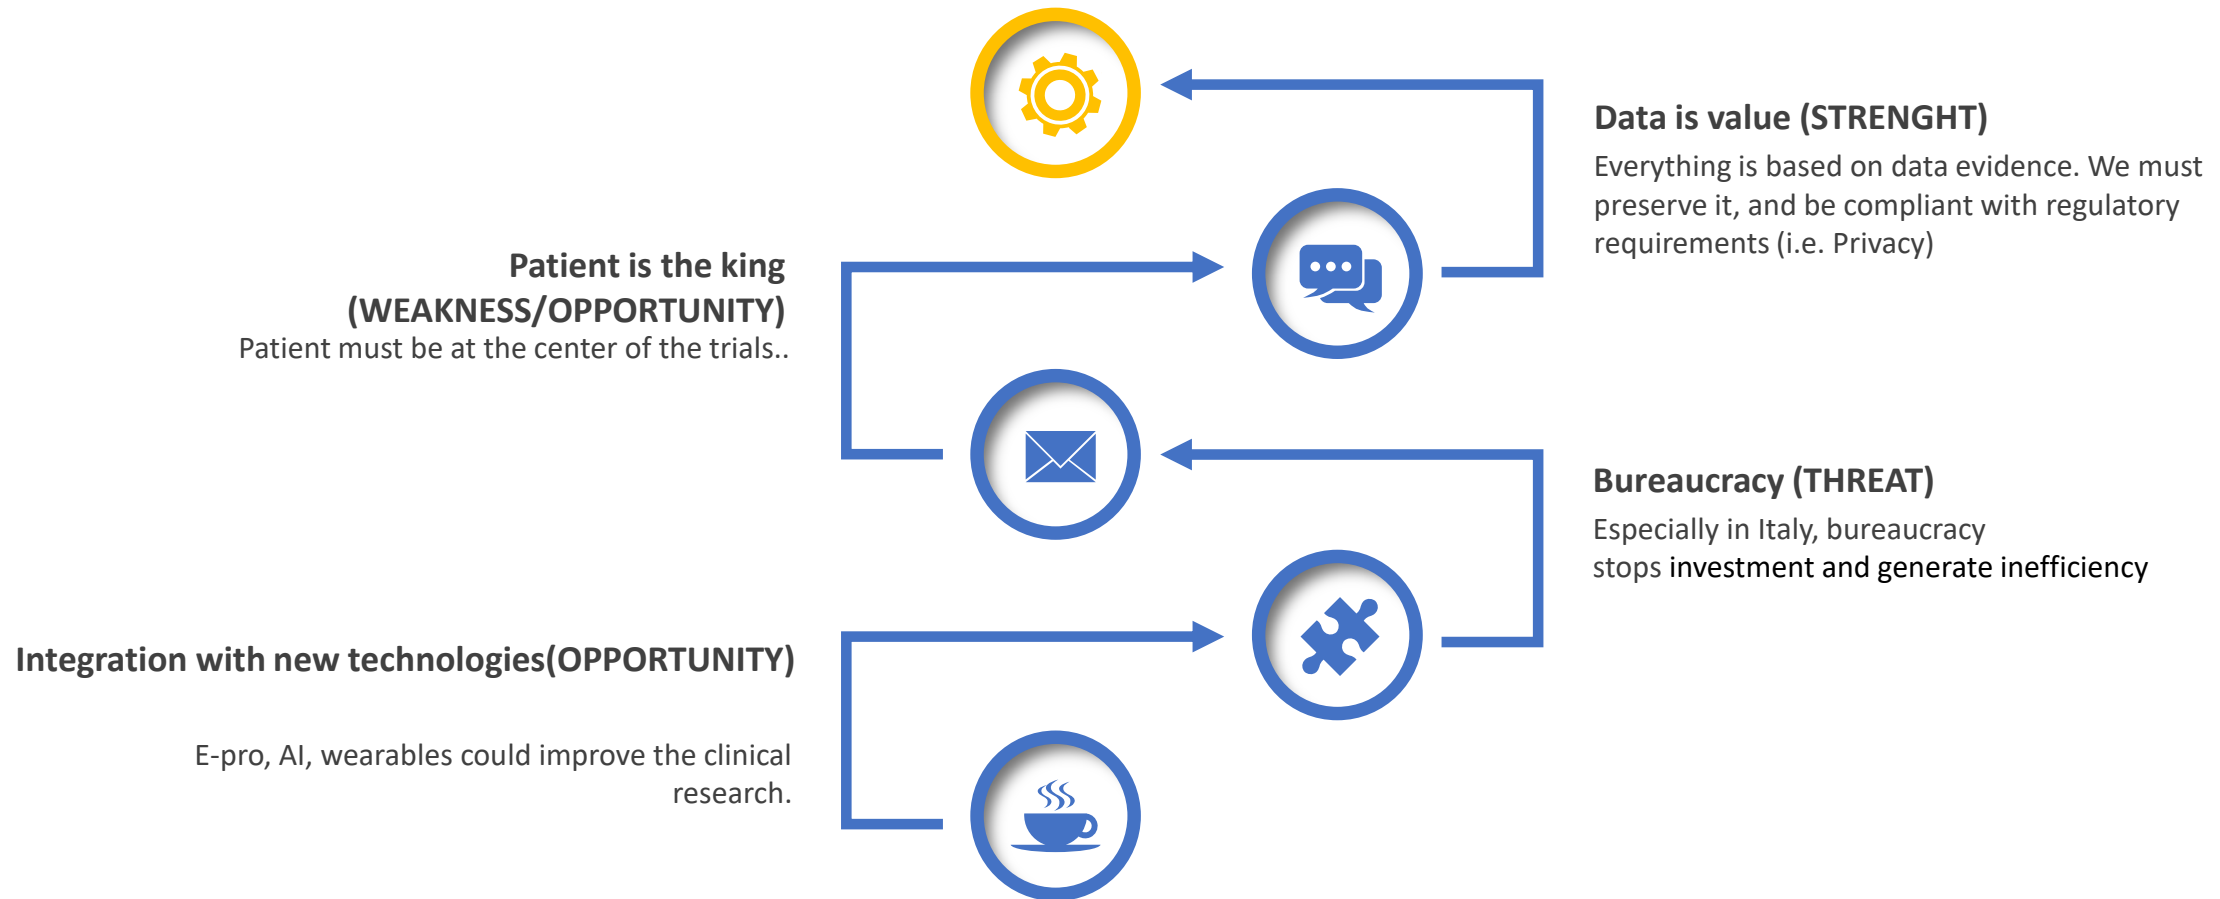 Data is value (STRENGHT)
Everything is based on data evidence. We must
preserve it, and be compliant with regulatory
requirements (i.e. Privacy)
Patient is the king
(WEAKNESS/OPPORTUNITY)
Patient must be at the center of the trials..
Bureaucracy (THREAT)
Especially in Italy, bureaucracy
stops investment and generate inefficiency
Integration with new technologies(OPPORTUNITY)
E-pro, AI, wearables could improve the clinical
research.